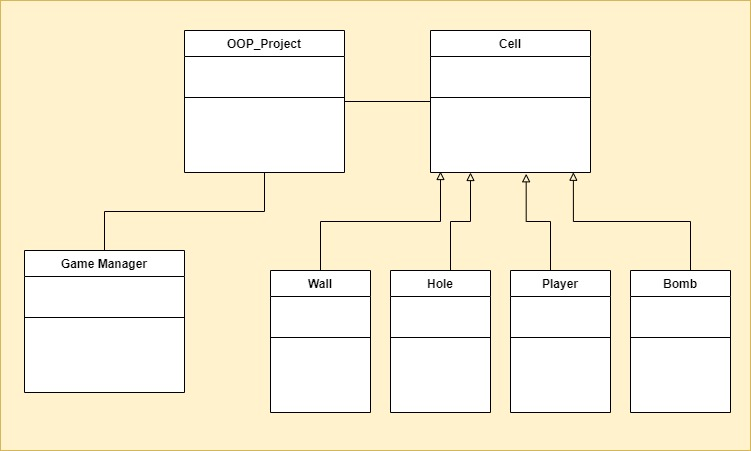 OOP_Project
Cell
Game Manager
Wall
Hole
Player
Bomb